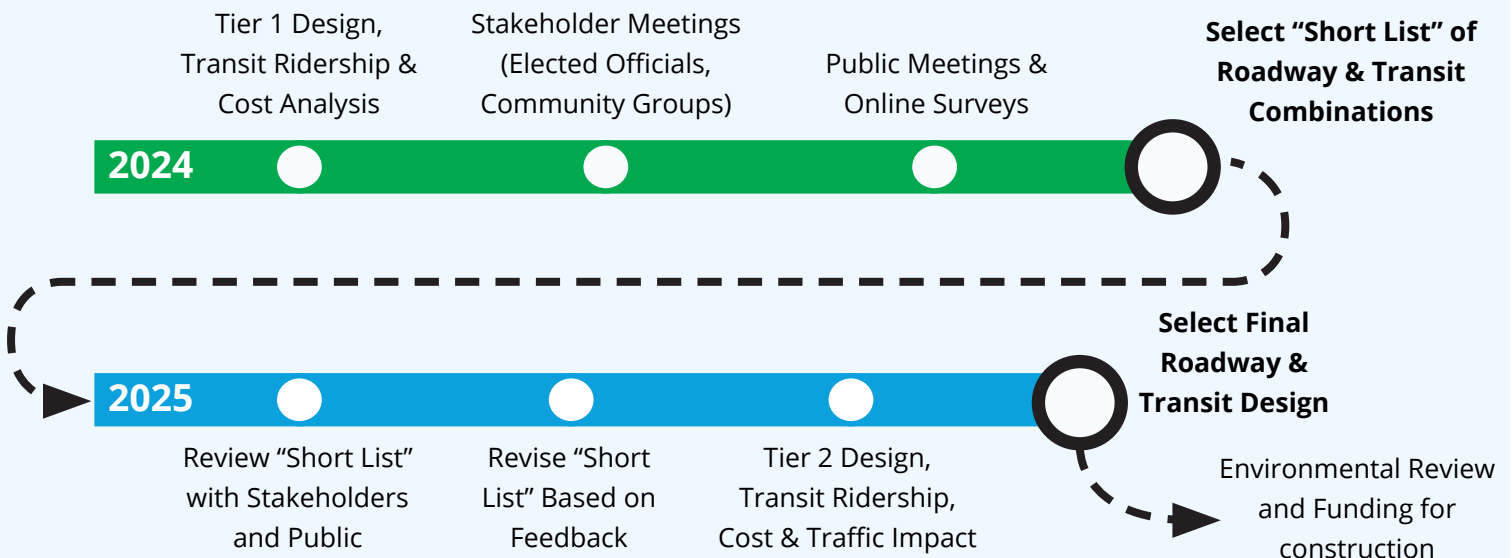 Tier 1 Design,
Transit Ridership &
Cost Analysis
Stakeholder Meetings
(Elected Officials,
Community Groups)
Public Meetings &
Online Surveys
Select “Short List” of
Roadway & Transit
Combinations
2024
Select Final
Roadway &
Transit Design
2025
Review “Short List”
with Stakeholders
and Public
Revise “Short
List” Based on
Feedback
Tier 2 Design,
Transit Ridership,
Cost & Traffic Impact
Environmental Review
and Funding for
construction